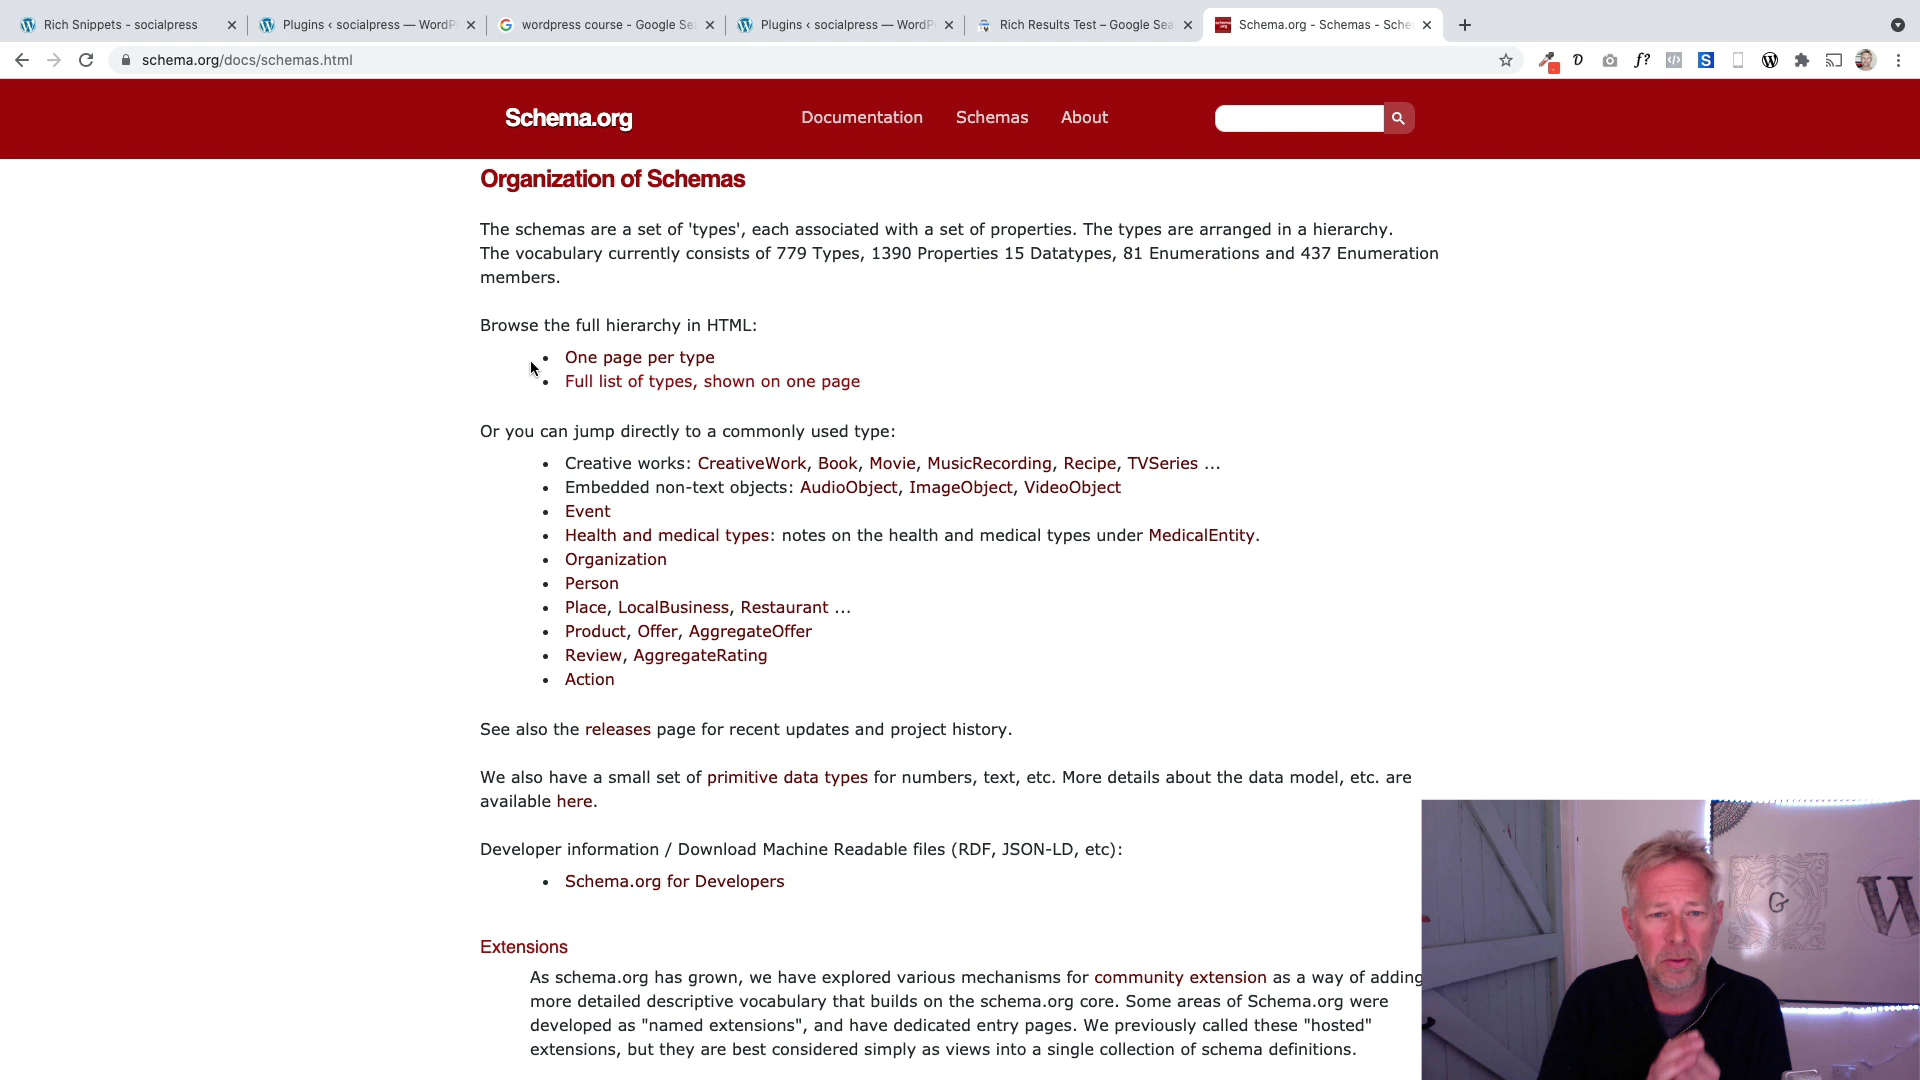 Rich Snippets - socialpress
Plugins ‹ socialpress — WordP
wordpress course - Google Se
Plugins ‹ socialpress — WordP
Rich Results Test – Google Sea
Schema.org - Schemas - Sche
schema.org/docs/schemas.html
Schema.org
Documentation
Schemas
About
Organization of Schemas
The schemas are a set of 'types', each associated with a set of properties. The types are arranged in a hierarchy.
The vocabulary currently consists of 779 Types, 1390 Properties 15 Datatypes, 81 Enumerations and 437 Enumeration
members.
Browse the full hierarchy in HTML:
• One page per type
• Full list of types, shown on one page
Or you can jump directly to a commonly used type:
• Creative works: CreativeWork, Book, Movie, MusicRecording, Recipe, TVSeries ...
• Embedded non-text objects: AudioObject, ImageObject, VideoObject
• Event
• Health and medical types: notes on the health and medical types under MedicalEntity.
• Organization
• Person
• Place, LocalBusiness, Restaurant ...
• Product, Offer, AggregateOffer
• Review, AggregateRating
• Action
See also the releases page for recent updates and project history.
We also have a small set of primitive data types for numbers, text, etc. More details about the data model, etc. are
available here.
Developer information / Download Machine Readable files (RDF, JSON-LD, etc):
• Schema.org for Developers
Extensions
As schema.org has grown, we have explored various mechanisms for community extension as a way of adding
more detailed descriptive vocabulary that builds on the schema.org core. Some areas of Schema.org were
developed as "named extensions", and have dedicated entry pages. We previously called these "hosted"
extensions, but they are best considered simply as views into a single collection of schema definitions.
G
W